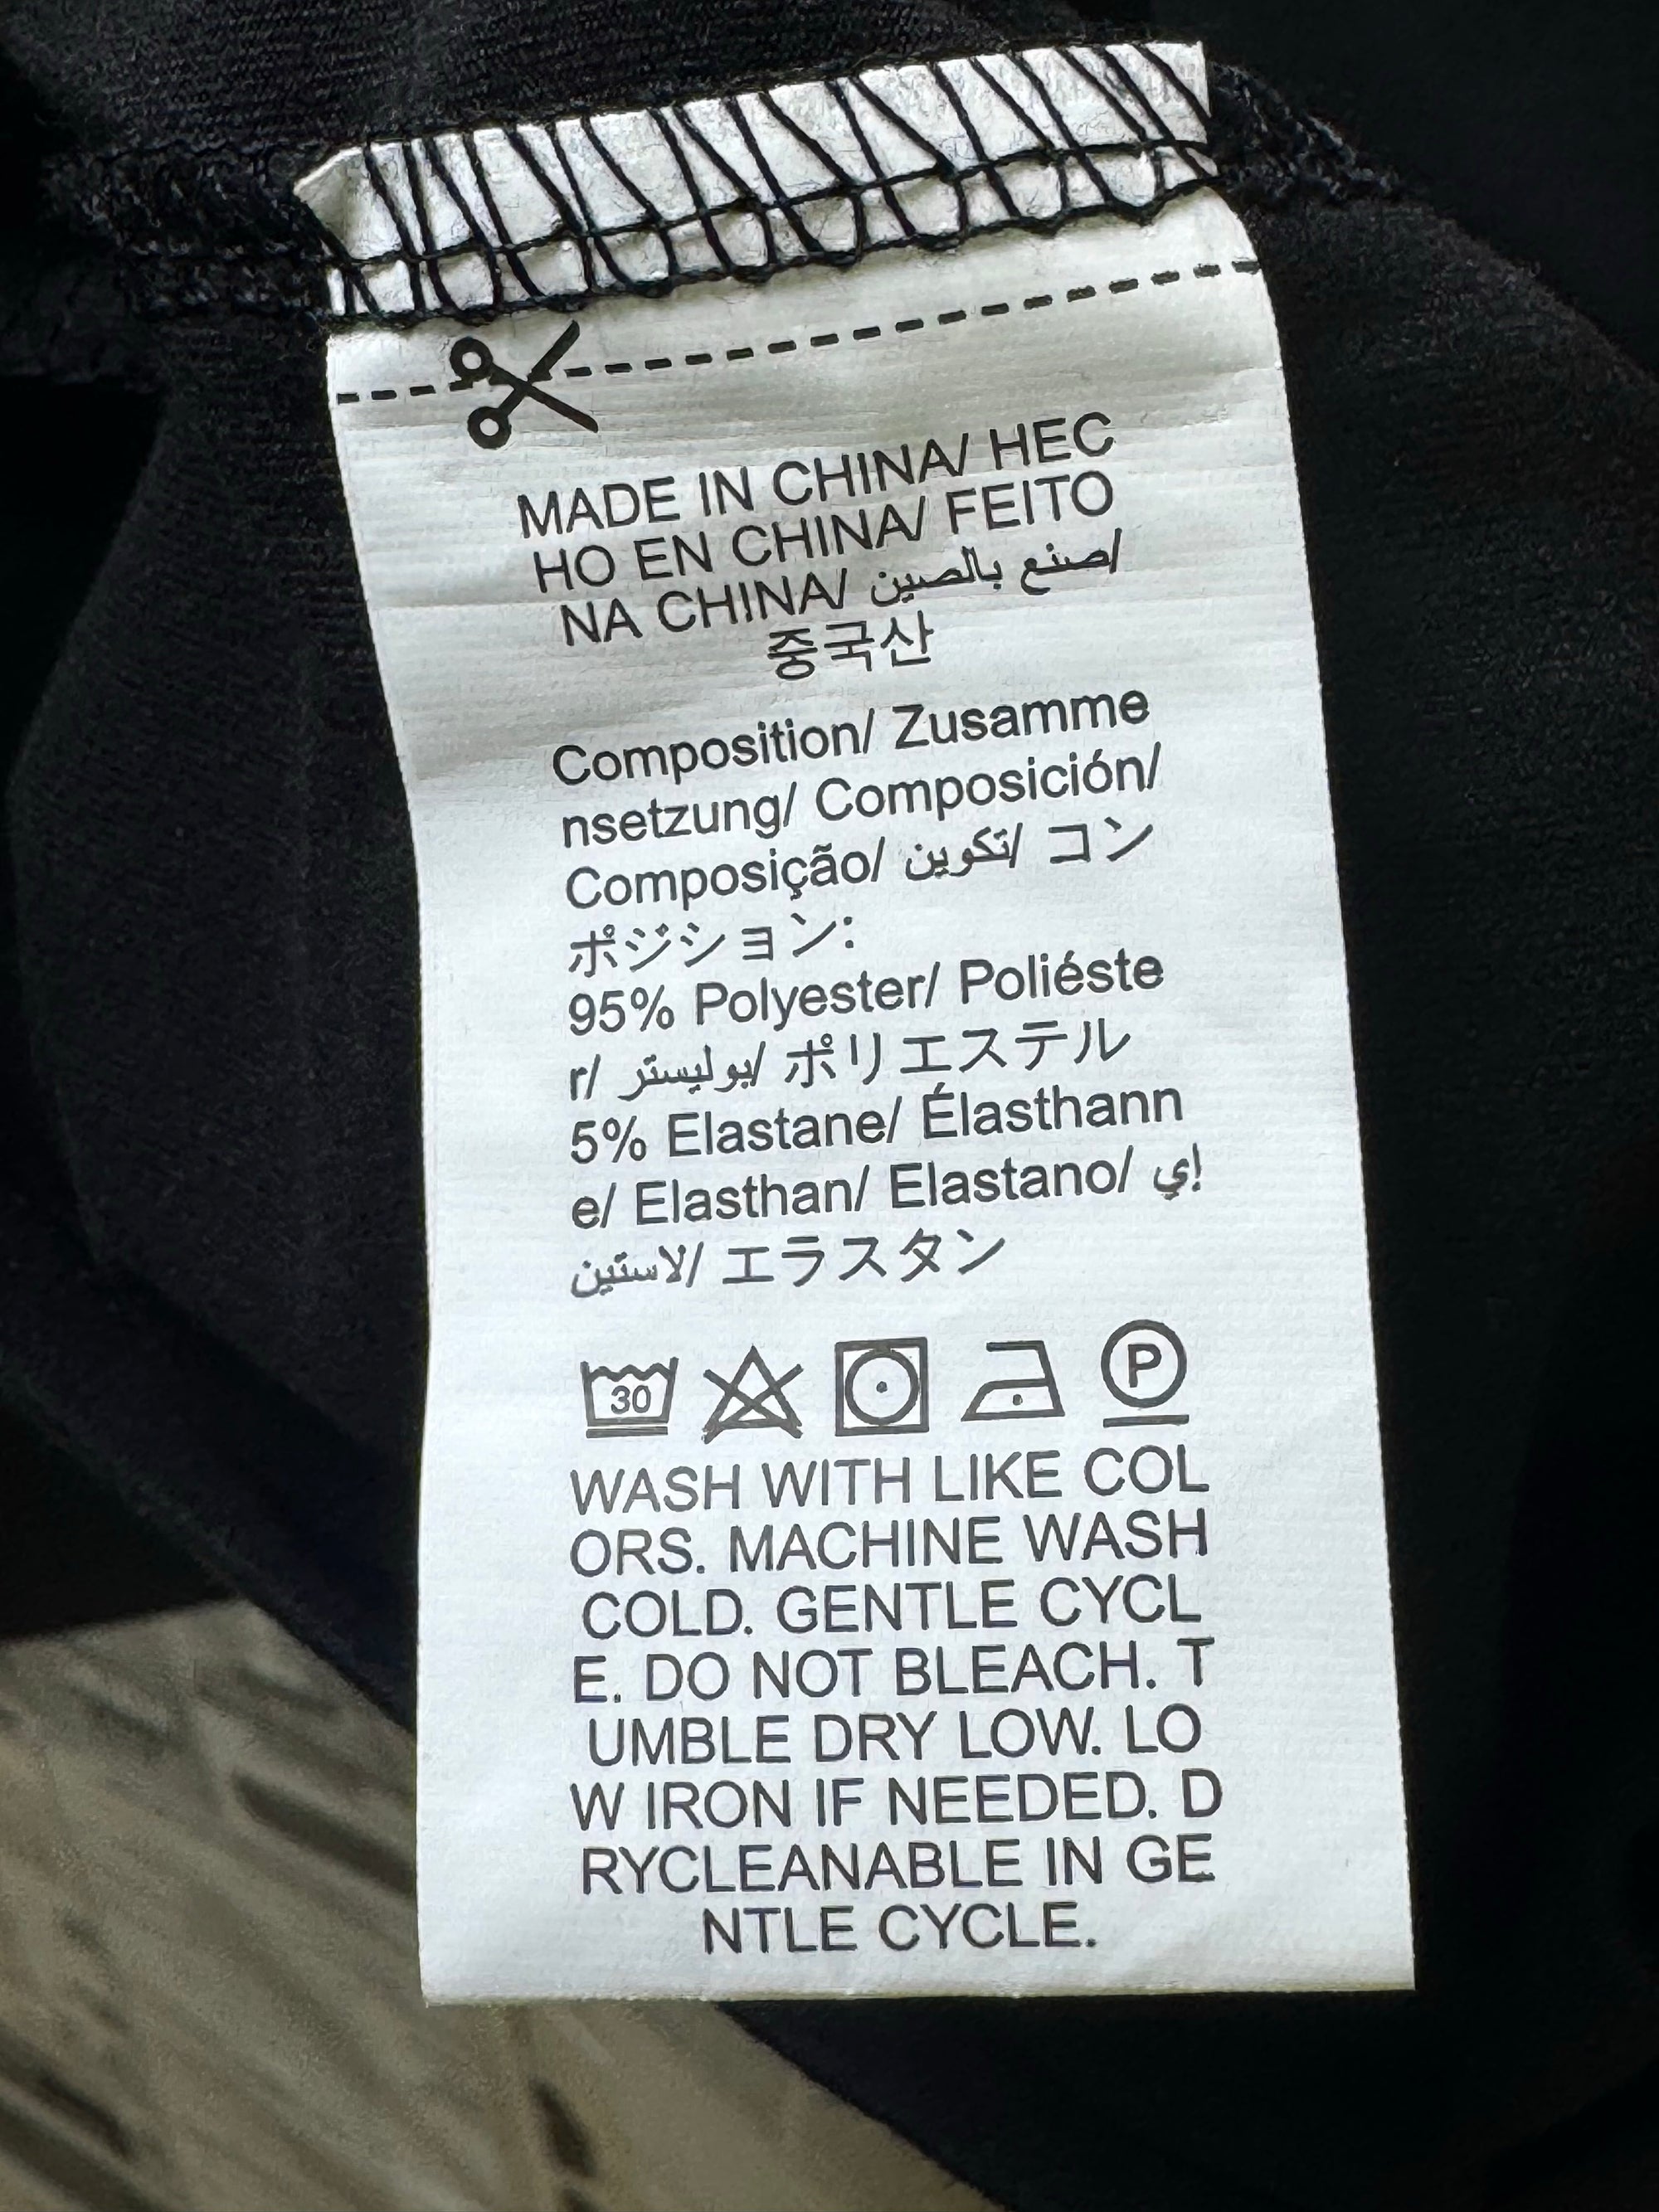 MADE IN CHINA/ HEC
HO EN CHINA/ FEITO
NA CHINA/ صنع بالصين/
중국산
Composition/ Zusamme
nsetzung/ Composición/
Composição/ تكوين/ コン
ポジション:
95% Polyester/ Poliéste
r/ بوليستر/ ポリエステル
5% Elastane/ Élasthann
e/ Elasthan/ Elastano/ إي
لاستين/ エラスタン
30 P
WASH WITH LIKE COL
ORS. MACHINE WASH
COLD. GENTLE CYCL
E. DO NOT BLEACH. T
UMBLE DRY LOW. LO
W IRON IF NEEDED. D
RYCLEANABLE IN GE
NTLE CYCLE.